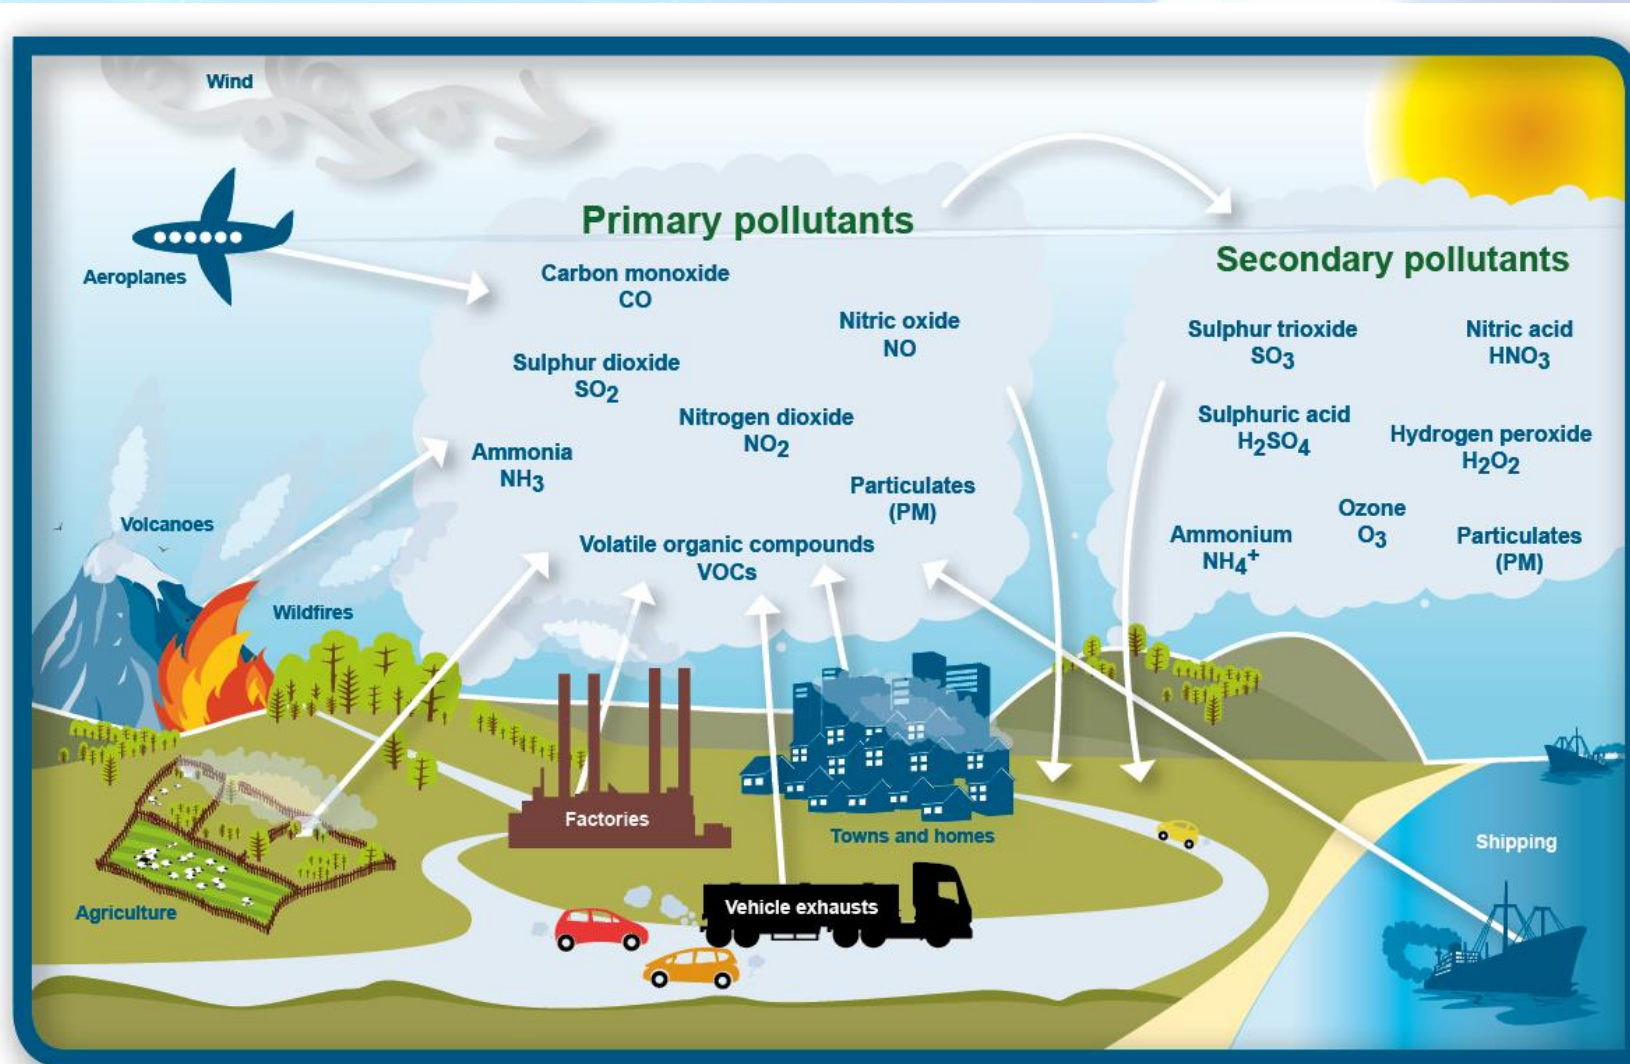 Wind
Aeroplanes
Primary pollutants
Carbon monoxide
CO
Nitric oxide
NO
Sulphur dioxide
SO2
Nitrogen dioxide
NO2
Ammonia
NH3
Particulates
(PM)
Volatile organic compounds
VOCs
Secondary pollutants
Sulphur trioxide
SO3
Nitric acid
HNO3
Sulphuric acid
H2SO4
Hydrogen peroxide
H2O2
Ozone
O3
Ammonium
NH4+
Particulates
(PM)
Volcanoes
Wildfires
Factories
Towns and homes
Shipping
Vehicle exhausts
Agriculture